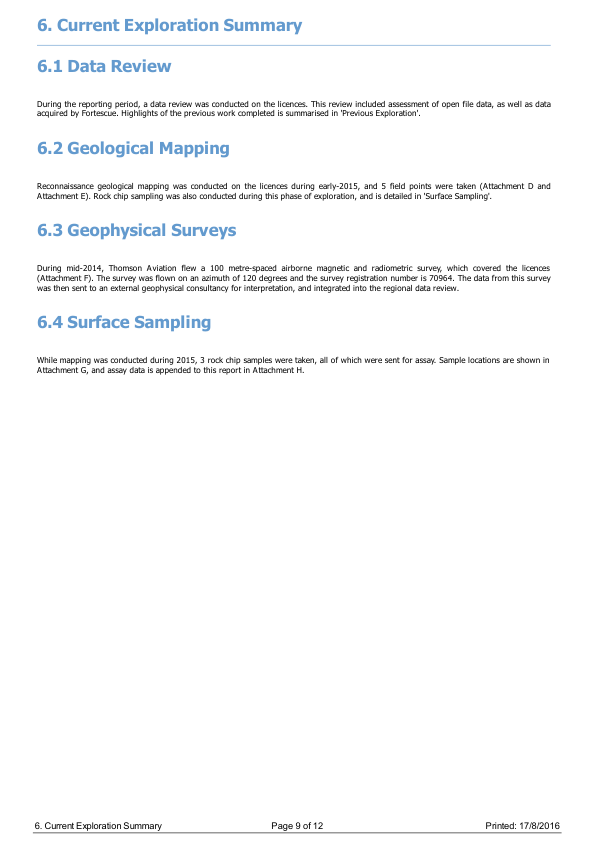 6. Current Exploration Summary
6.1 Data Review
During the reporting period, a data review was conducted on the licences. This review included assessment of open file data, as well as data
acquired by Fortescue. Highlights of the previous work completed is summarised in 'Previous Exploration'.
6.2 Geological Mapping
Reconnaissance geological mapping was conducted on the licences during early-2015, and 5 field points were taken (Attachment D and
Attachment E). Rock chip sampling was also conducted during this phase of exploration, and is detailed in 'Surface Sampling'.
6.3 Geophysical Surveys
During mid-2014, Thomson Aviation flew a 100 metre-spaced airborne magnetic and radiometric survey, which covered the licences
(Attachment F). The survey was flown on an azimuth of 120 degrees and the survey registration number is 70964. The data from this survey
was then sent to an external geophysical consultancy for interpretation, and integrated into the regional data review.
6.4 Surface Sampling
While mapping was conducted during 2015, 3 rock chip samples were taken, all of which were sent for assay. Sample locations are shown in
Attachment G, and assay data is appended to this report in Attachment H.
6. Current Exploration Summary Page 9 of 12 Printed: 17/8/2016